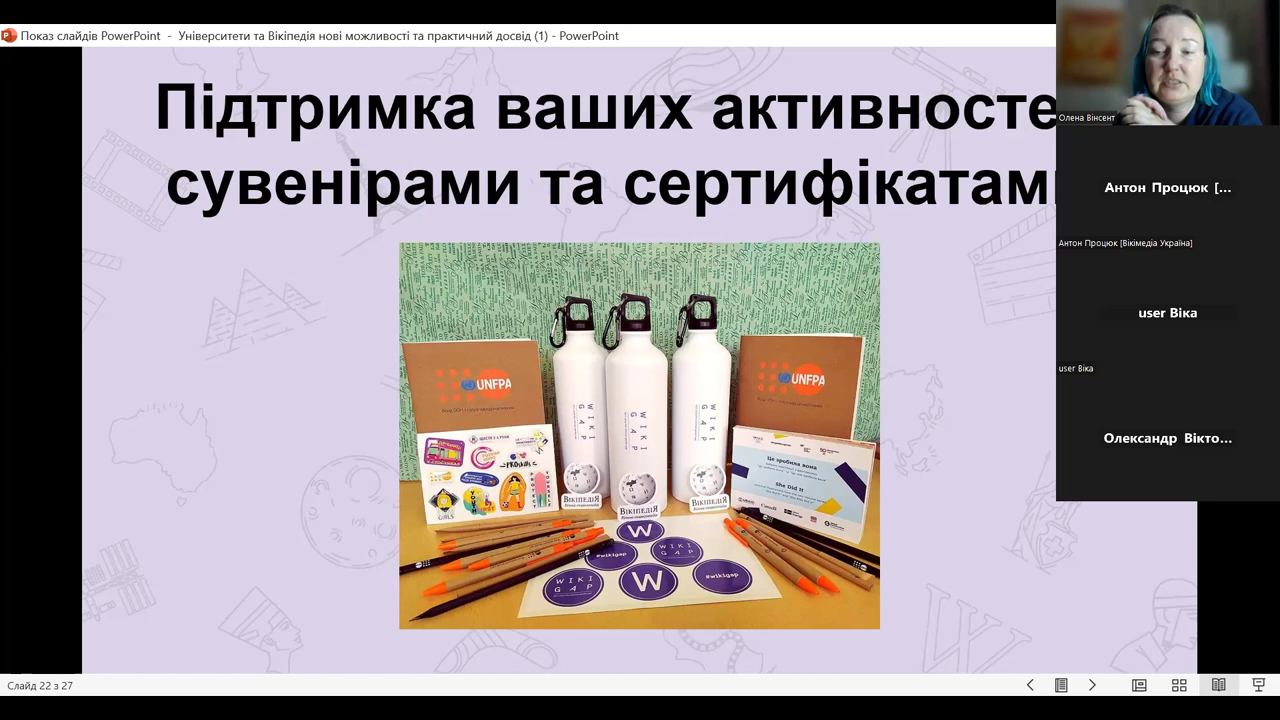 Показ слайдів PowerPoint - Університети та Вікіпедія нові можливості та практичний досвід (1) - PowerPoint
Підтримка ваших активносте
сувенірами та сертифікатам
Олена Вінсент
Антон Процюк [...
Антон Процюк [Вікімедіа Україна]
user Віка
user Віка
Олександр Вікто...
UNFPA
UNFPA
WIKI
GAP
WIKI
GAP
WIKI
GAP
Це зробила вона
She Did It
ВІКІПЕДІЯ
ВІКІПЕДІЯ
ВІКІПЕДІЯ
GIRLS
W
#wikigap
WIKI
GAP
WIKI
GAP
W
#wikigap
Слайд 22 з 27